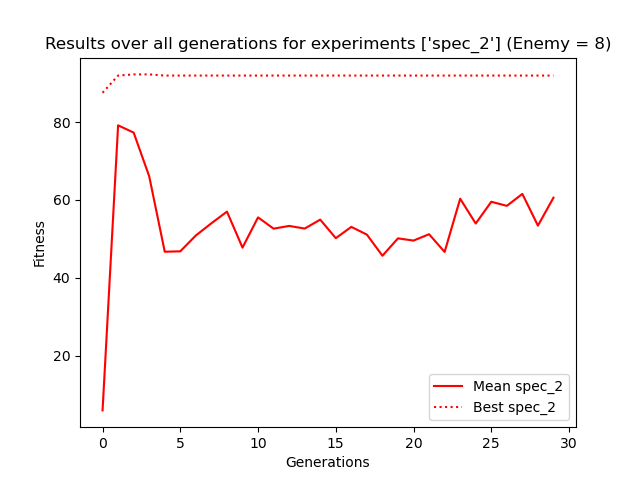 Results over all generations for experiments ['spec_2'] (Enemy = 8)
80
60
40
20
Fitness
Mean spec_2
Best spec_2
0 5 10 15 20 25 30
Generations